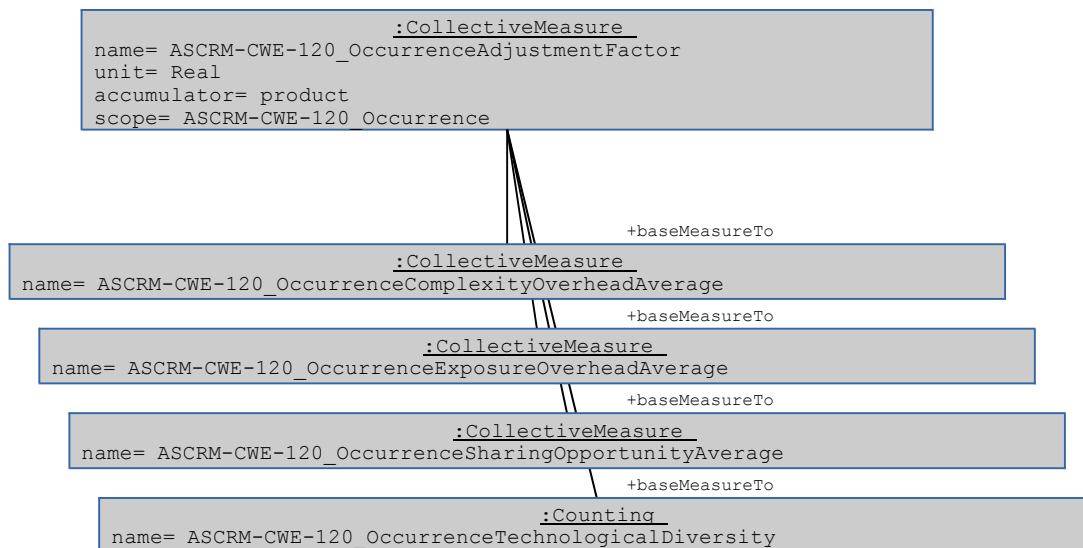 :CollectiveMeasure
name= ASCRM-CWE-120_OccurrenceAdjustmentFactor
unit= Real
accumulator= product
scope= ASCRM-CWE-120_Occurrence
+baseMeasureTo
:CollectiveMeasure
name= ASCRM-CWE-120_OccurrenceComplexityOverheadAverage
+baseMeasureTo
:CollectiveMeasure
name= ASCRM-CWE-120_OccurrenceExposureOverheadAverage
+baseMeasureTo
:CollectiveMeasure
name= ASCRM-CWE-120_OccurrenceSharingOpportunityAverage
+baseMeasureTo
:Counting
name= ASCRM-CWE-120_OccurrenceTechnologicalDiversity